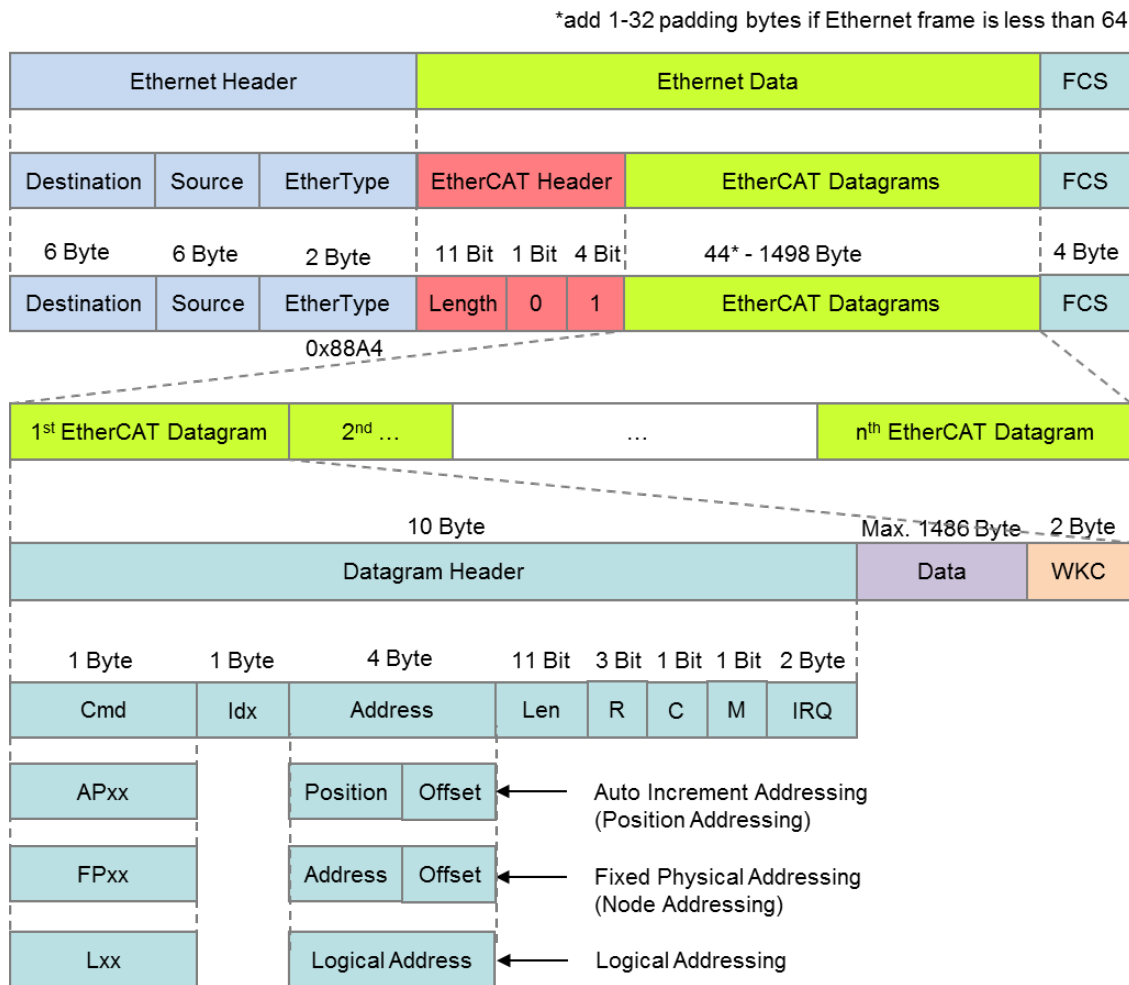 *add 1-32 padding bytes if Ethernet frame is less than 64
Ethernet Header Ethernet Data FCS
Destination Source EtherType EtherCAT Header EtherCAT Datagrams FCS
6 Byte 6 Byte 2 Byte 11 Bit 1 Bit 4 Bit 44* - 1498 Byte 4 Byte
Destination Source EtherType Length 0 1 EtherCAT Datagrams FCS
0x88A4
1st EtherCAT Datagram 2nd ... ... nth EtherCAT Datagram
10 Byte Max. 1486 Byte 2 Byte
Datagram Header Data WKC
1 Byte 1 Byte 4 Byte 11 Bit 3 Bit 1 Bit 1 Bit 2 Byte
Cmd Idx Address Len R C M IRQ
APxx Position Offset Auto Increment Addressing
(Position Addressing)
FPxx Address Offset Fixed Physical Addressing
(Node Addressing)
Lxx Logical Address Logical Addressing